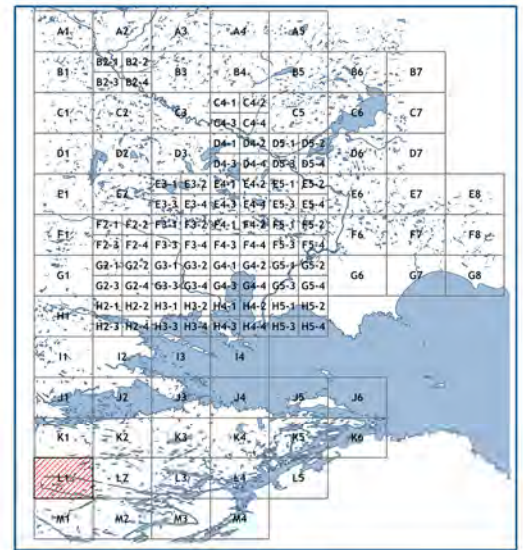 A1 A2 A3 A4 A5
B2-1 B2-2
B1 B3 B4 B5 B6 B7
B2-3 B2-4
C4-1 C4-2
C1 C2 C3 C5 C6 C7
C4-3 C4-4
D4-1 D4-2 D5-1 D5-2
D1 D2 D3 D6 D7
D4-3 D4-4 D5-3 D5-4
E3-1 E3-2 E4-1 E4-2 E5-1 E5-2
E1 E2 E6 E7 E8
E3-3 E3-4 E4-3 E4-4 E5-3 E5-4
F2-1 F2-2 F3-1 F3-2 F4-1 F4-2 F5-1 F5-2
F1 F6 F7 F8
F2-3 F2-4 F3-3 F3-4 F4-3 F4-4 F5-3 F5-4
G2-1 G2-2 G3-1 G3-2 G4-1 G4-2 G5-1 G5-2
G1 G6 G7 G8
G2-3 G2-4 G3-3 G3-4 G4-3 G4-4 G5-3 G5-4
H2-1 H2-2 H3-1 H3-2 H4-1 H4-2 H5-1 H5-2
H1
H2-3 H2-4 H3-3 H3-4 H4-3 H4-4 H5-3 H5-4
I1 I2 I3 I4
J1 J2 J3 J4 J5 J6
K1 K2 K3 K4 K5 K6
L1 L2 L3 L4 L5
M1 M2 M3 M4